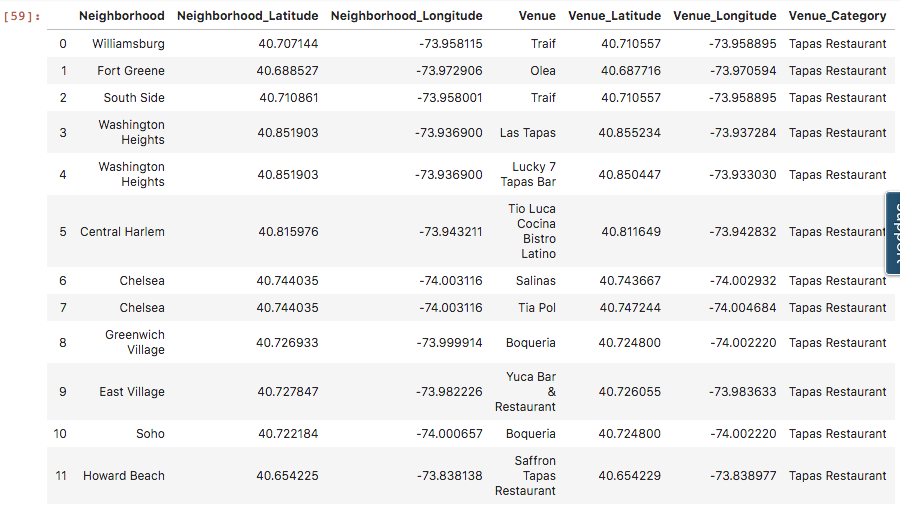 [59]:
Neighborhood Neighborhood_Latitude Neighborhood_Longitude Venue Venue_Latitude Venue_Longitude Venue_Category
0 Williamsburg 40.707144 -73.958115 Traif 40.710557 -73.958895 Tapas Restaurant
1 Fort Greene 40.688527 -73.972906 Olea 40.687716 -73.970594 Tapas Restaurant
2 South Side 40.710861 -73.958001 Traif 40.710557 -73.958895 Tapas Restaurant
3 Washington Heights 40.851903 -73.936900 Las Tapas 40.855234 -73.937284 Tapas Restaurant
4 Washington Heights 40.851903 -73.936900 Lucky 7 Tapas Bar 40.850447 -73.933030 Tapas Restaurant
5 Central Harlem 40.815976 -73.943211 Tio Luca Cocina Bistro Latino 40.811649 -73.942832 Tapas Restaurant
6 Chelsea 40.744035 -74.003116 Salinas 40.743667 -74.002932 Tapas Restaurant
7 Chelsea 40.744035 -74.003116 Tia Pol 40.747244 -74.004684 Tapas Restaurant
8 Greenwich Village 40.726933 -73.999914 Boqueria 40.724800 -74.002220 Tapas Restaurant
9 East Village 40.727847 -73.982226 Yuca Bar & Restaurant 40.726055 -73.983633 Tapas Restaurant
10 Soho 40.722184 -74.000657 Boqueria 40.724800 -74.002220 Tapas Restaurant
11 Howard Beach 40.654225 -73.838138 Saffron Tapas Restaurant 40.654229 -73.838977 Tapas Restaurant